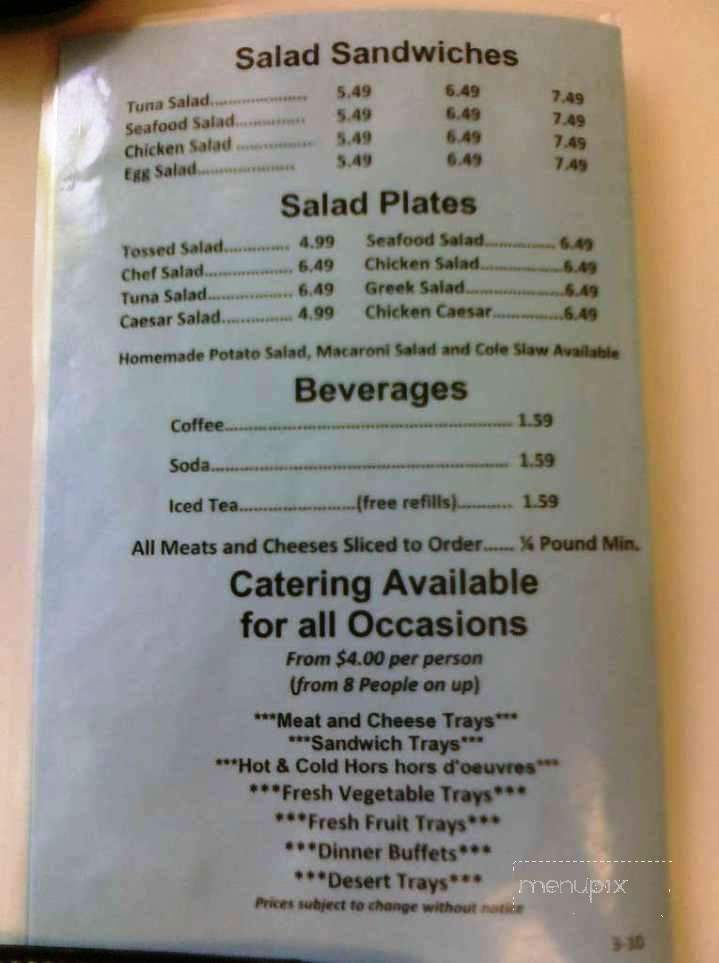 Salad Sandwiches
Tuna Salad..................... 5.49 6.49 7.49
Seafood Salad............... 5.49 6.49 7.49
Chicken Salad ................. 5.49 6.49 7.49
Egg Salad..................... 5.49 6.49 7.49
Salad Plates
Tossed Salad.............. 4.99 Seafood Salad............... 6.49
Chef Salad................... 6.49 Chicken Salad.................6.49
Tuna Salad.................. 6.49 Greek Salad....................6.49
Caesar Salad............... 4.99 Chicken Caesar...............6.49
Homemade Potato Salad, Macaroni Salad and Cole Slaw Available
Beverages
Coffee............................................................ 1.59
Soda............................................................... 1.59
Iced Tea.........................(free refills)........... 1.59
All Meats and Cheeses Sliced to Order...... ¼ Pound Min.
Catering Available
for all Occasions
From $4.00 per person
(from 8 People on up)
***Meat and Cheese Trays***
***Sandwich Trays***
***Hot & Cold Hors hors d'oeuvres***
***Fresh Vegetable Trays***
***Fresh Fruit Trays***
***Dinner Buffets***
***Desert Trays***
Prices subject to change without notice
menupix
3-10